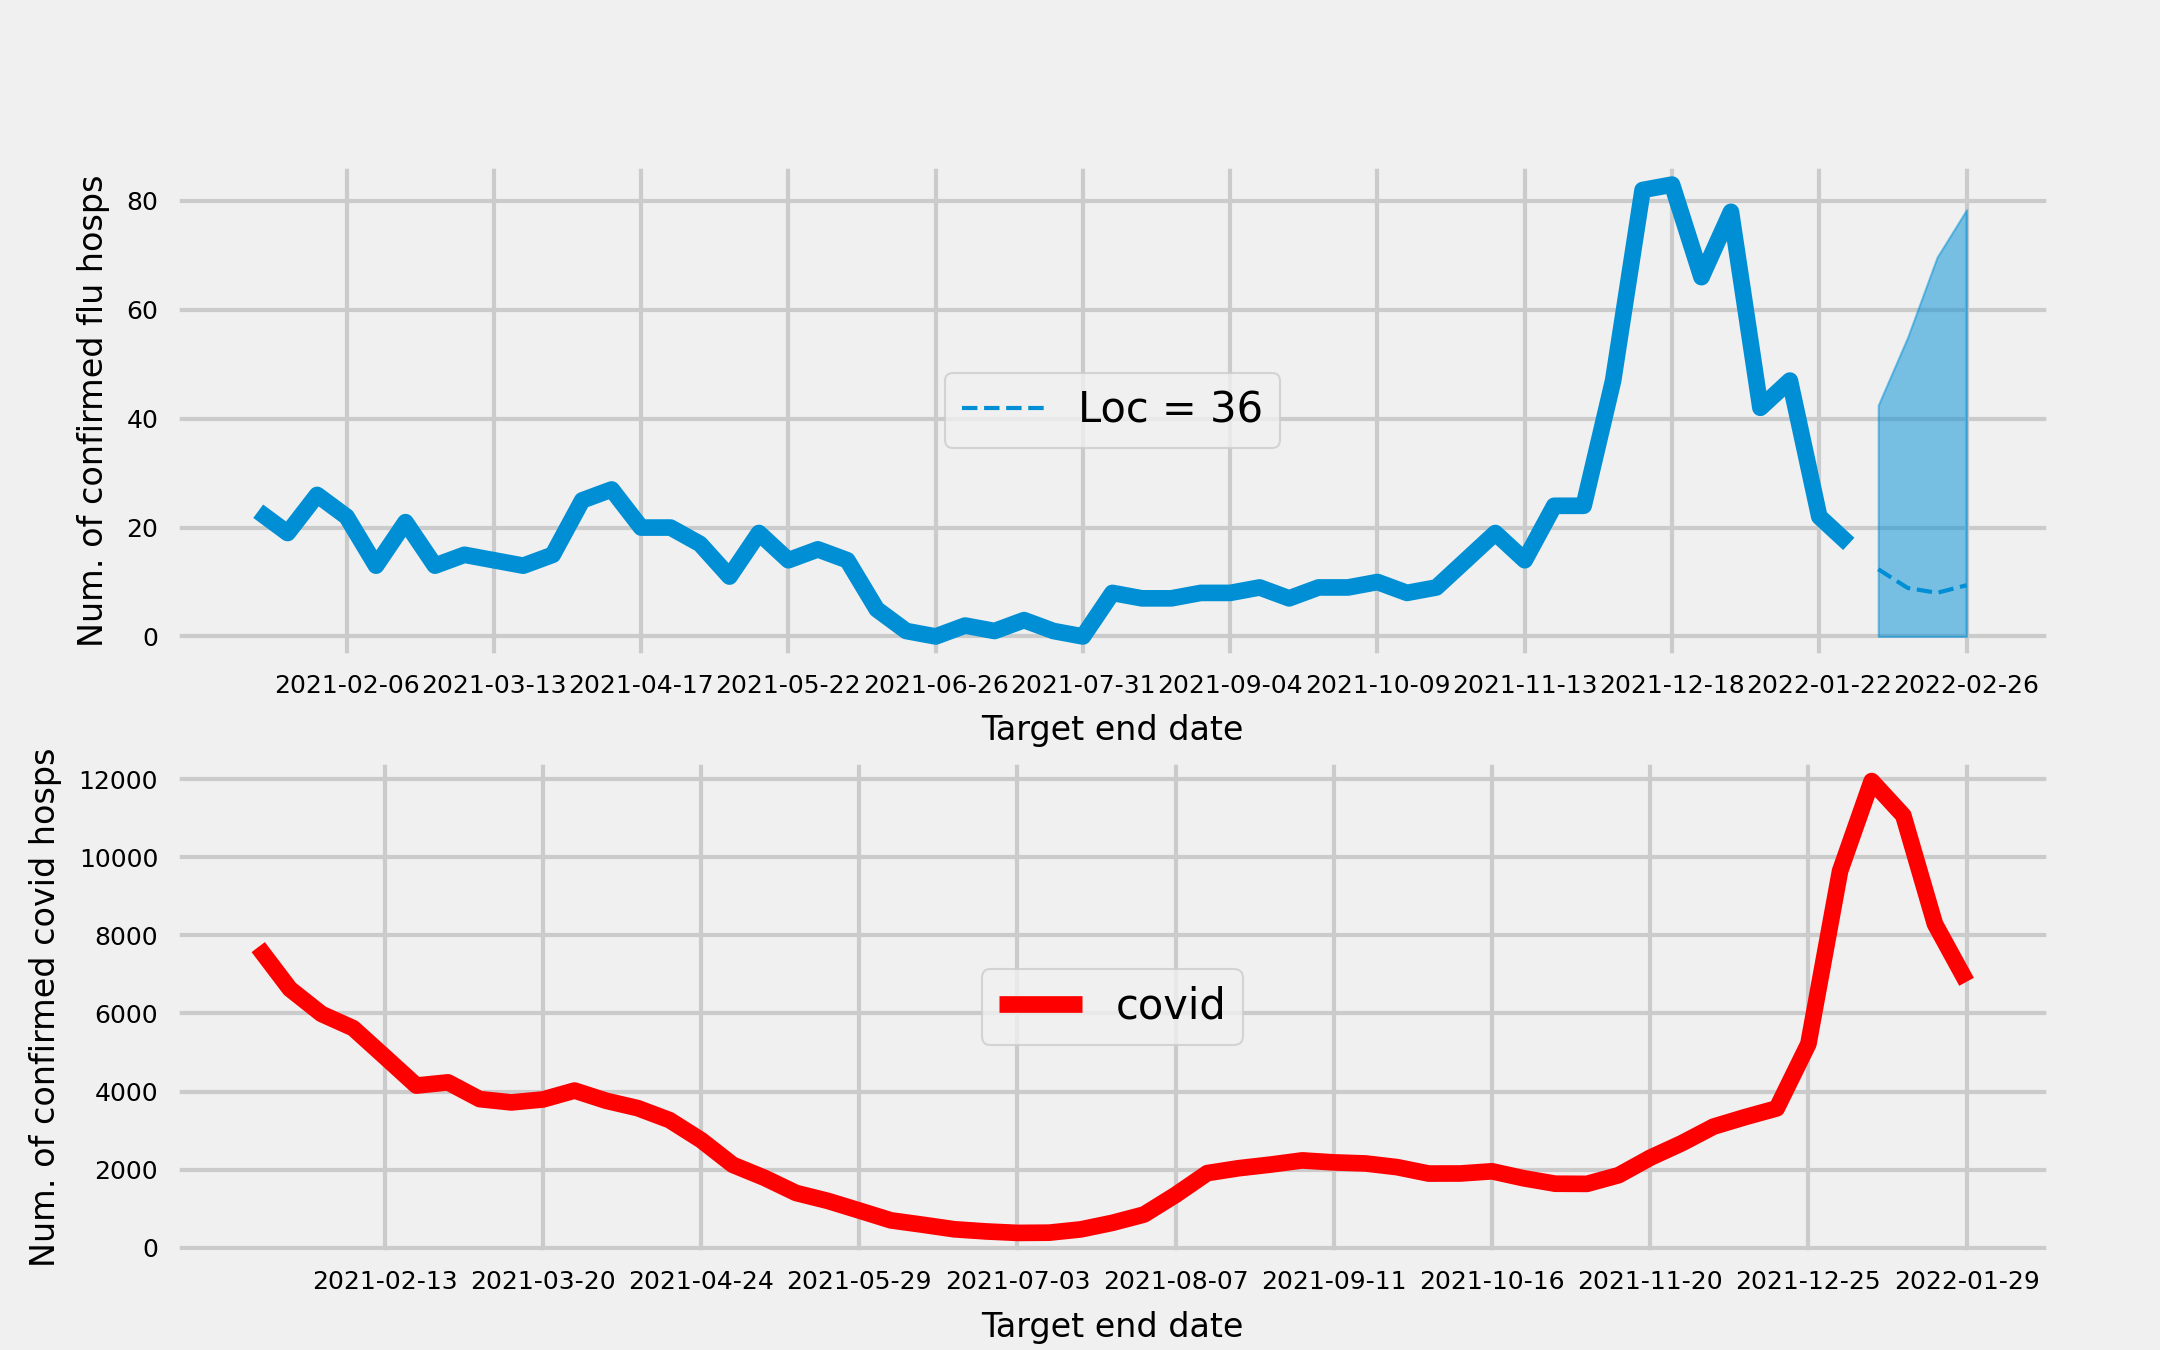 Num. of confirmed flu hosps
80
60
40
20
0
Loc = 36
2021-02-06 2021-03-13 2021-04-17 2021-05-22 2021-06-26 2021-07-31 2021-09-04 2021-10-09 2021-11-13 2021-12-18 2022-01-22 2022-02-26
Target end date
Num. of confirmed covid hosps
12000
10000
8000
6000
4000
2000
0
covid
2021-02-13 2021-03-20 2021-04-24 2021-05-29 2021-07-03 2021-08-07 2021-09-11 2021-10-16 2021-11-20 2021-12-25 2022-01-29
Target end date